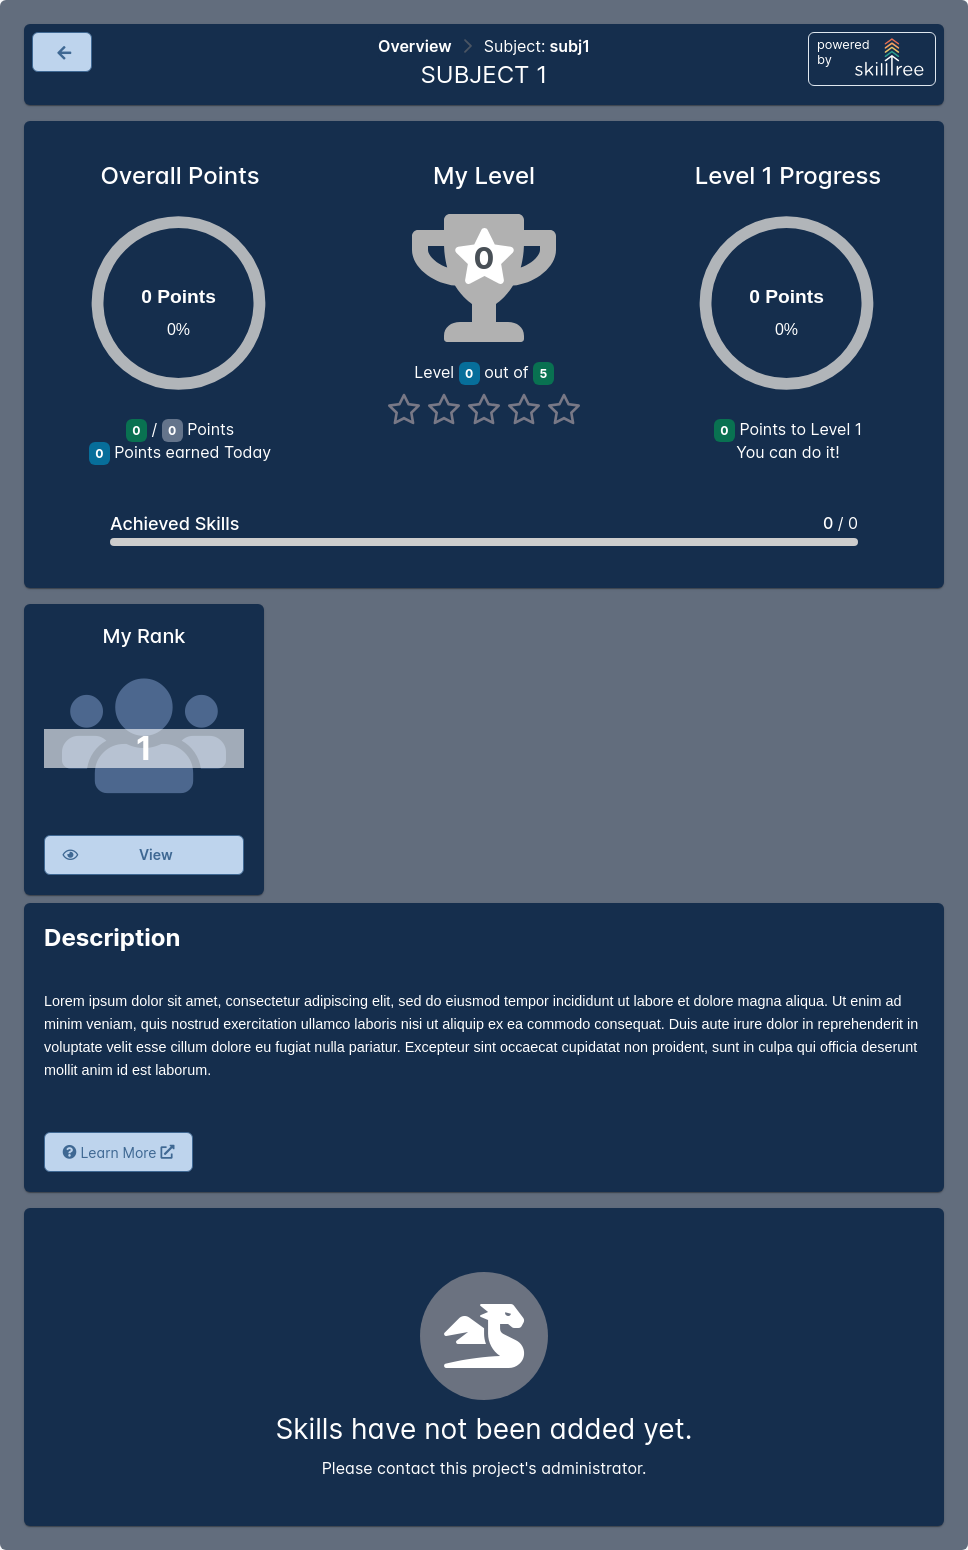 Overview > Subject: subj1
SUBJECT 1
powered
by
skilltree
Overall Points
My Level
Level 1 Progress
0 Points
0%
0
0 Points
0%
Level 0 out of 5
0 / 0 Points
0 Points earned Today
0 Points to Level 1
You can do it!
Achieved Skills
0 / 0
My Rank
1
View
Description
Lorem ipsum dolor sit amet, consectetur adipiscing elit, sed do eiusmod tempor incididunt ut labore et dolore magna aliqua. Ut enim ad
minim veniam, quis nostrud exercitation ullamco laboris nisi ut aliquip ex ea commodo consequat. Duis aute irure dolor in reprehenderit in
voluptate velit esse cillum dolore eu fugiat nulla pariatur. Excepteur sint occaecat cupidatat non proident, sunt in culpa qui officia deserunt
mollit anim id est laborum.
Learn More
Skills have not been added yet.
Please contact this project's administrator.